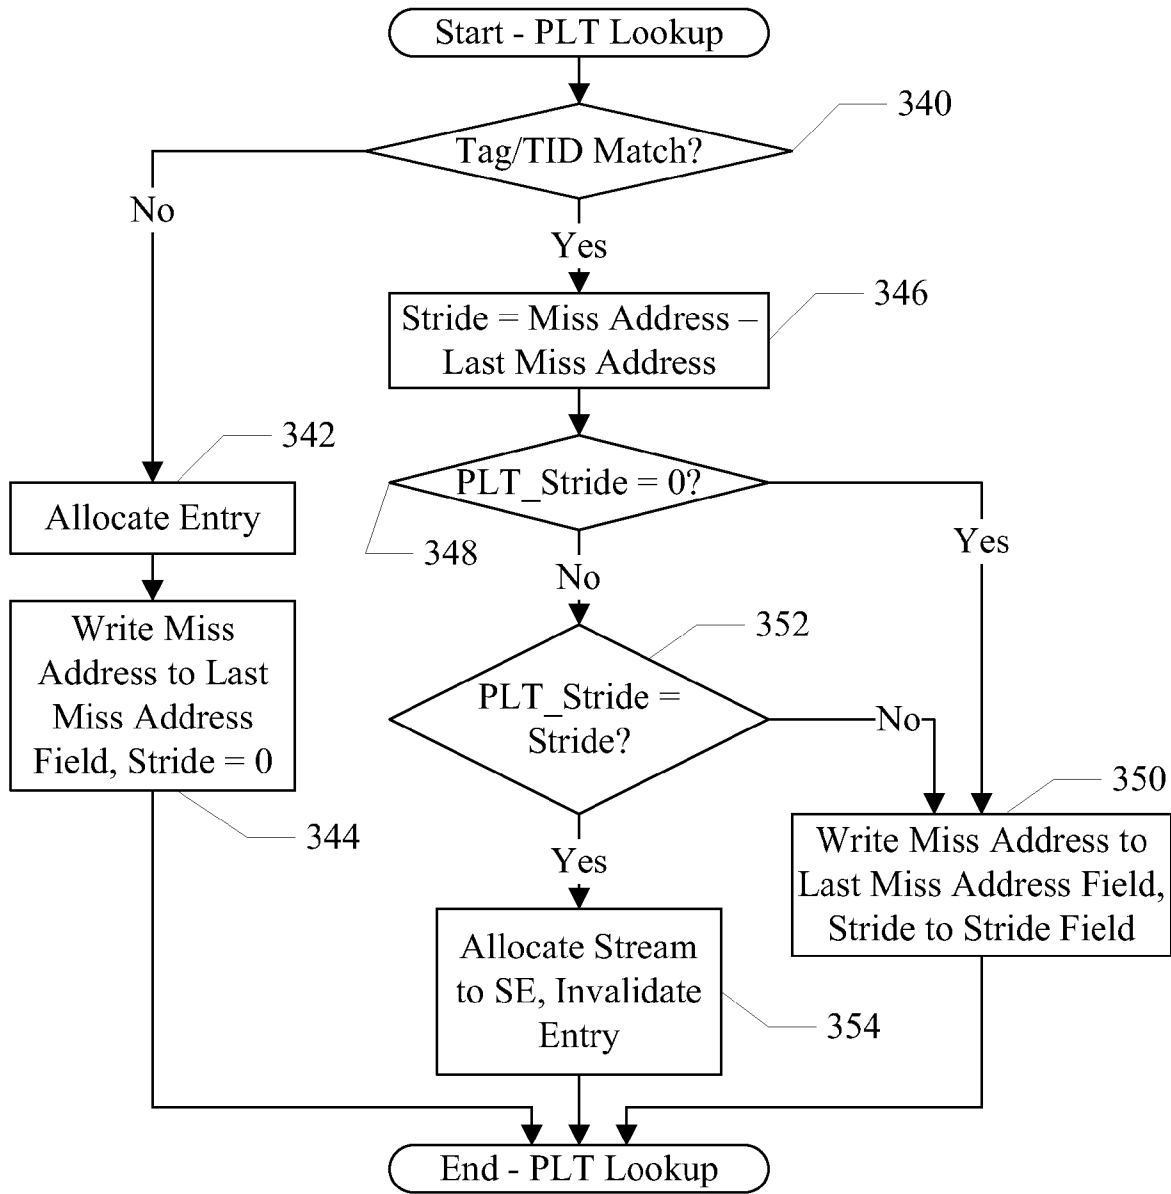 Start - PLT Lookup
340
Tag/TID Match?
No
Yes
346
Stride = Miss Address –
Last Miss Address
342
Allocate Entry
PLT_Stride = 0?
348
Yes
No
Write Miss
Address to Last
Miss Address
Field, Stride = 0
344
352
PLT_Stride =
Stride?
No
350
Write Miss Address to
Last Miss Address Field,
Stride to Stride Field
Yes
Allocate Stream
to SE, Invalidate
Entry
354
End - PLT Lookup